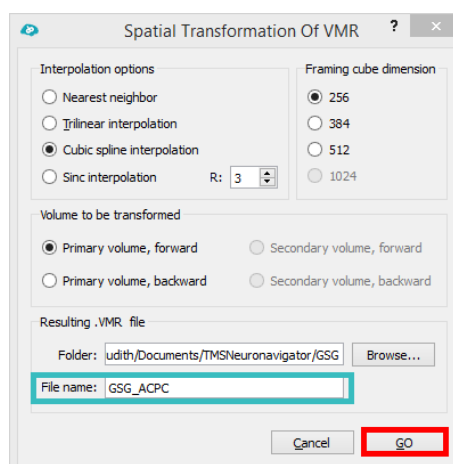 Spatial Transformation Of VMR ? ×
Interpolation options
Nearest neighbor
Trilinear interpolation
Cubic spline interpolation
Sinc interpolation R: 3
Framing cube dimension
256
384
512
1024
Volume to be transformed
Primary volume, forward
Secondary volume, forward
Primary volume, backward
Secondary volume, backward
Resulting .VMR file
Folder: udith/Documents/TMSNeuronavigator/GSG Browse...
File name: GSG_ACPC
Cancel GO